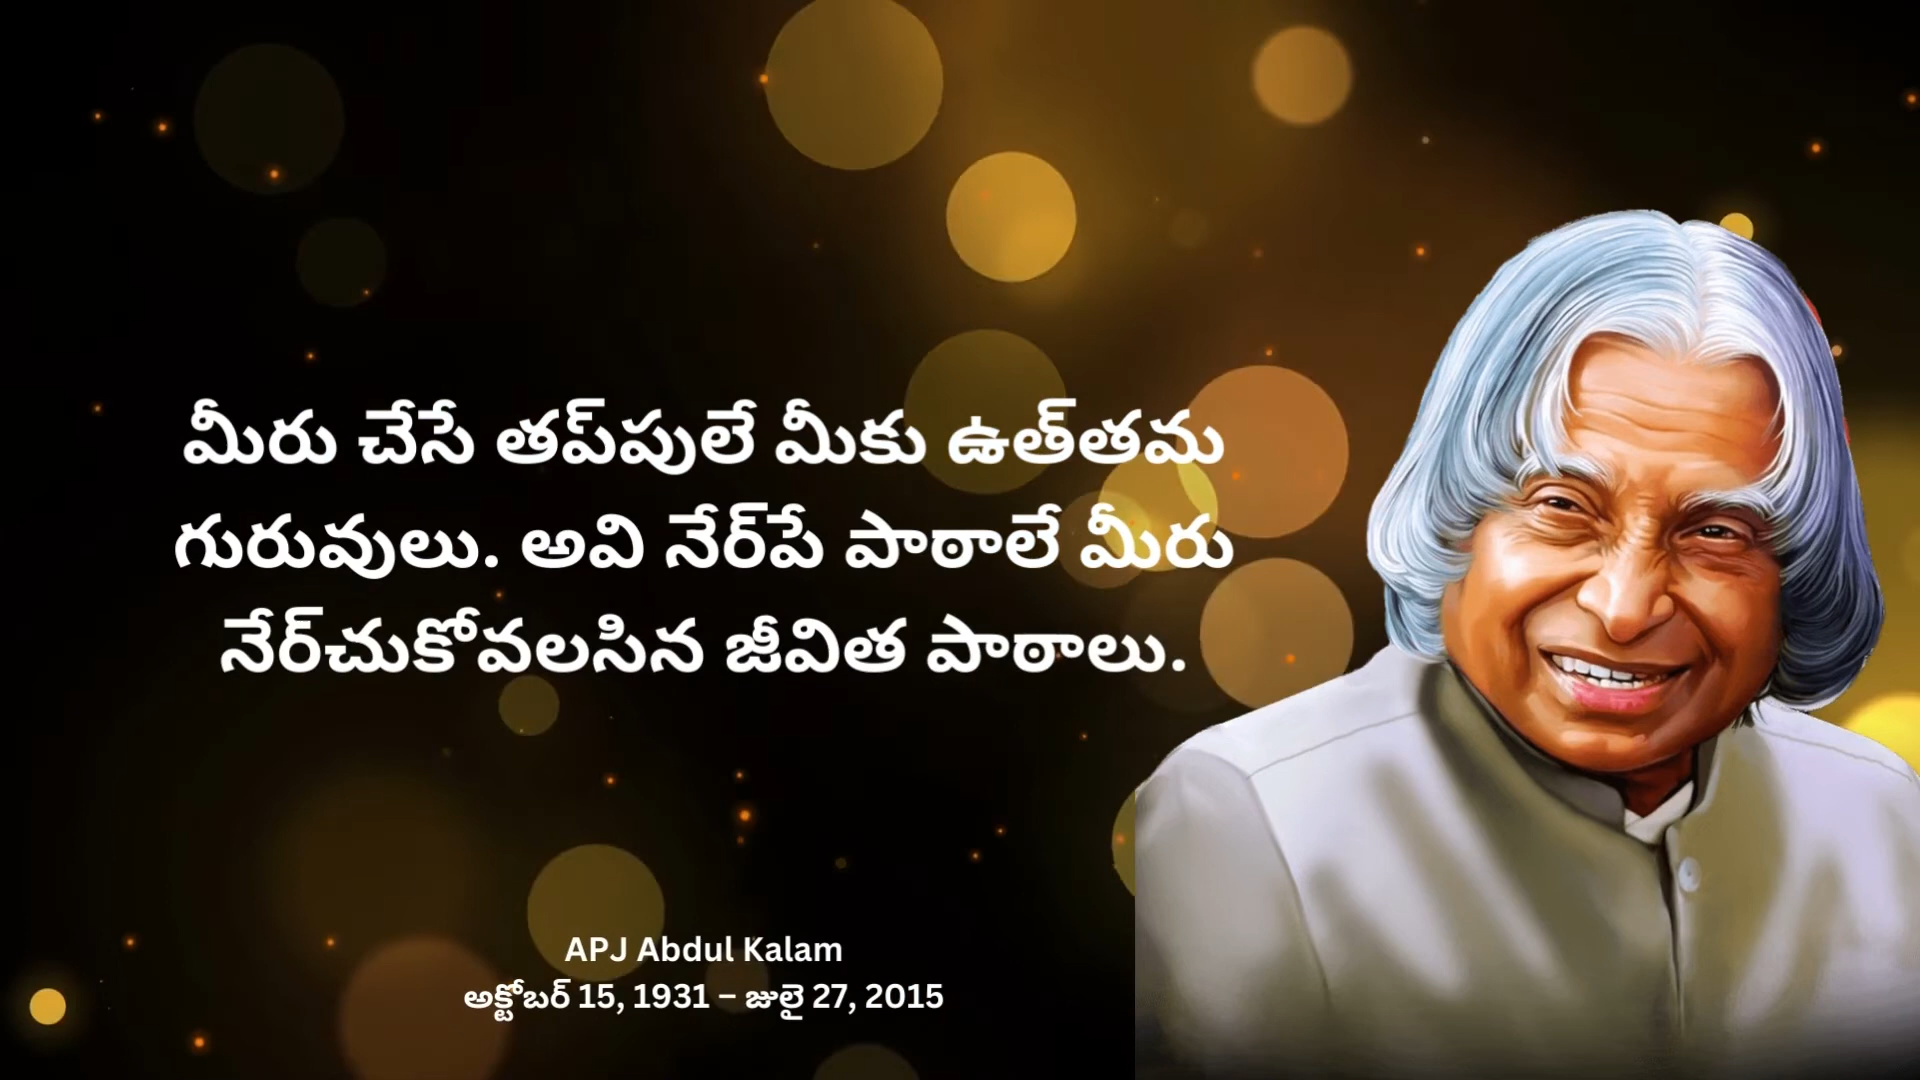 మీరు చేసే తప్‌పులే మీకు ఉత్‌తమ
గురువులు. అవి నేర్‌పే పాఠాలే మీరు
నేర్‌చుకోవలసిన జీవిత పాఠాలు.
APJ Abdul Kalam
అక్టోబర్ 15, 1931 – జులై 27, 2015